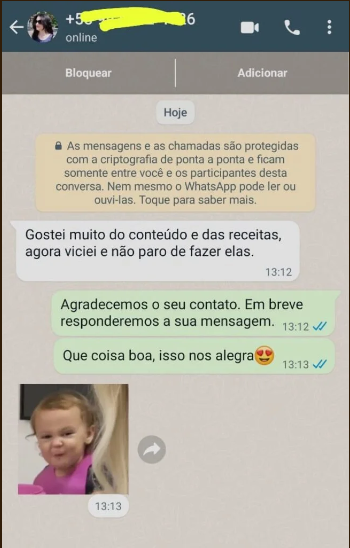 online
Bloquear
Adicionar
Hoje
As mensagens e as chamadas são protegidas
com a criptografia de ponta a ponta e ficam
somente entre você e os participantes desta
conversa. Nem mesmo o WhatsApp pode ler ou
ouvi-las. Toque para saber mais.
Gostei muito do conteúdo e das receitas,
agora viciei e não paro de fazer elas.
13:12
Agradecemos o seu contato. Em breve
responderemos a sua mensagem. 13:12
Que coisa boa, isso nos alegra😍 13:13
13:13